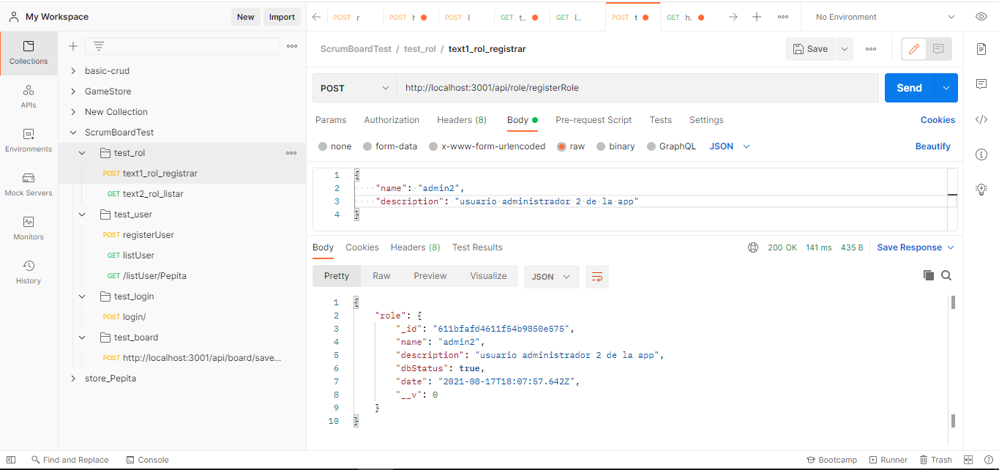 My Workspace
New
Import
POST r
POST h
POST l
GET t..
GET l..
POST t
GET h.
No Environment
Collections
APIs
Environments
Mock Servers
Monitors
History
basic-crud
GameStore
New Collection
ScrumBoardTest
test_rol
POST text1_rol_registrar
GET text2_rol_listar
test_user
POST registerUser
GET listUser
GET /listUser/Pepita
test_login
POST login/
test_board
POST http://localhost:3001/api/board/save...
store_Pepita
ScrumBoardTest / test_rol / text1_rol_registrar
Save
POST
http://localhost:3001/api/role/registerRole
Send
Params
Authorization
Headers (8)
Body
Pre-request Script
Tests
Settings
Cookies
none
form-data
x-www-form-urlencoded
raw
binary
GraphQL
JSON
Beautify
1 {
2 "name": "admin2",
3 "description": "usuario administrador 2 de la app"
4 }
Body
Cookies
Headers (8)
Test Results
200 OK
141 ms
435 B
Save Response
Pretty
Raw
Preview
Visualize
JSON
1 {
2 "role": {
3 "_id": "611bfafd4611f54b9850e575",
4 "name": "admin2",
5 "description": "usuario administrador 2 de la app",
6 "dbStatus": true,
7 "date": "2021-08-17T18:07:57.642Z",
8 "__v": 0
9 }
10 }
Find and Replace
Console
Bootcamp
Runner
Trash